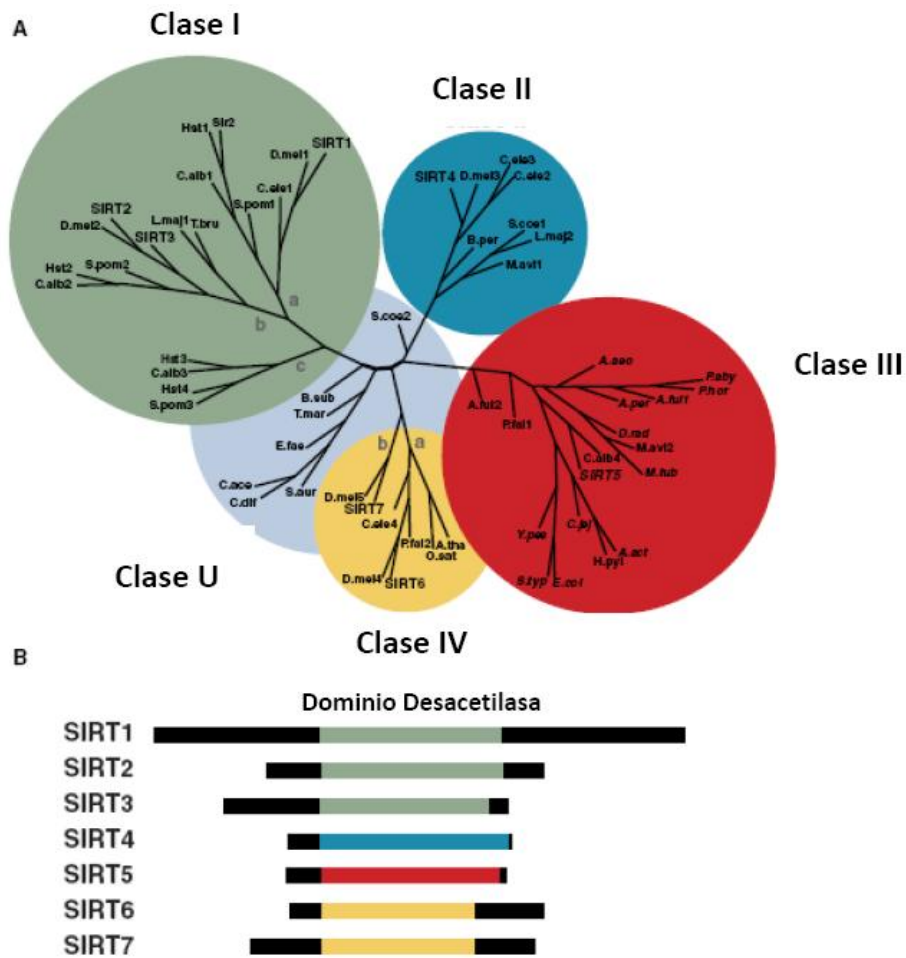 A
Clase I
Clase II
Hst1
Sir2
D.mel1
SIRT1
C.alb1
C.ele1
S.pom1
SIRT2
L.maj1
T.bru
D.mel2
SIRT3
Hst2
S.pom2
C.alb2
a
b
c
Hst3
C.alb3
Hst4
S.pom3
SIRT4
D.mel3
C.ele3
C.ele2
S.coe1
B.per
L.maj2
M.avi1
S.coe2
Clase III
A.aeo
P.aby
P.hor
A.per
A.ful1
A.ful2
P.fal1
D.rad
M.avi2
C.alb4
SIRT5
M.tub
Y.pes
C.jej
A.act
H.pyl
S.typ
E.col
B.sub
T.mar
E.fae
C.ace
C.dif
S.aur
b
a
D.mel5
SIRT7
C.ele4
P.fal2
A.tha
O.sat
D.mel4
SIRT6
Clase U
Clase IV
B
Dominio Desacetilasa
SIRT1
SIRT2
SIRT3
SIRT4
SIRT5
SIRT6
SIRT7